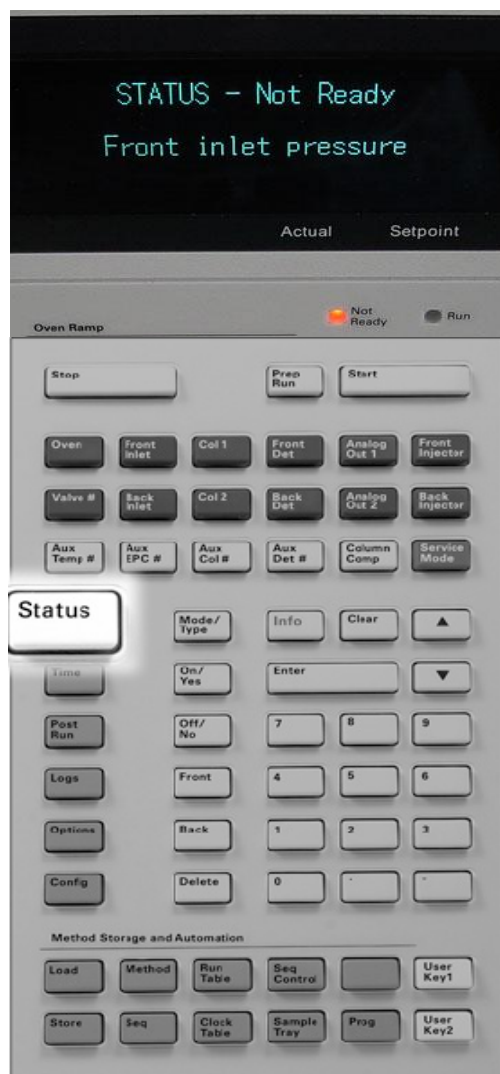 STATUS - Not Ready
Front inlet pressure
Actual Setpoint
Not Ready
Run
Oven Ramp
Stop
Prep Run
Start
Oven
Front Inlet
Col 1
Front Det
Analog Out 1
Front Injector
Valve #
Back Inlet
Col 2
Back Det
Analog Out 2
Back Injector
Aux Temp #
Aux EPC #
Aux Col #
Aux Det #
Column Comp
Service Mode
Status
Mode/ Type
Info
Clear
▲
Time
On/ Yes
Enter
▼
Post Run
Off/ No
7
8
9
Logs
Front
4
5
6
Options
Back
1
2
3
Config
Delete
0
.
-
Method Storage and Automation
Load
Method
Run Table
Seq Control
User Key1
Store
Seq
Clock Table
Sample Tray
Prog
User Key2